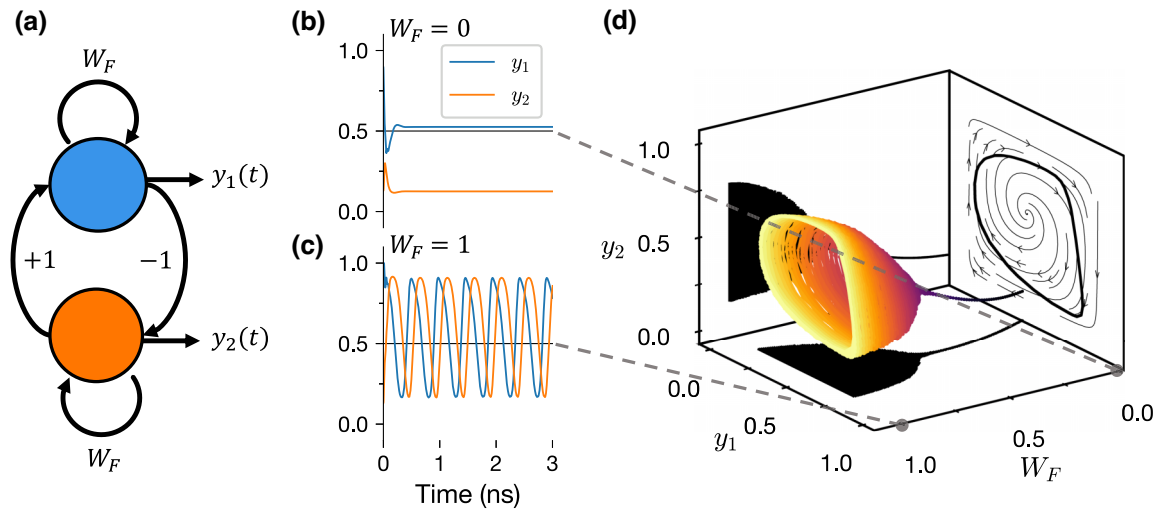 (a)
W_F
y_1(t)
+1
−1
y_2(t)
W_F
(b)
W_F = 0
1.0
0.5
0.0
y_1
y_2
(c)
W_F = 1
1.0
0.5
0.0
0 1 2 3
Time (ns)
(d)
1.0
y_2
0.5
0.0
0.0
0.5
1.0
y_1
0.0
0.5
1.0
W_F